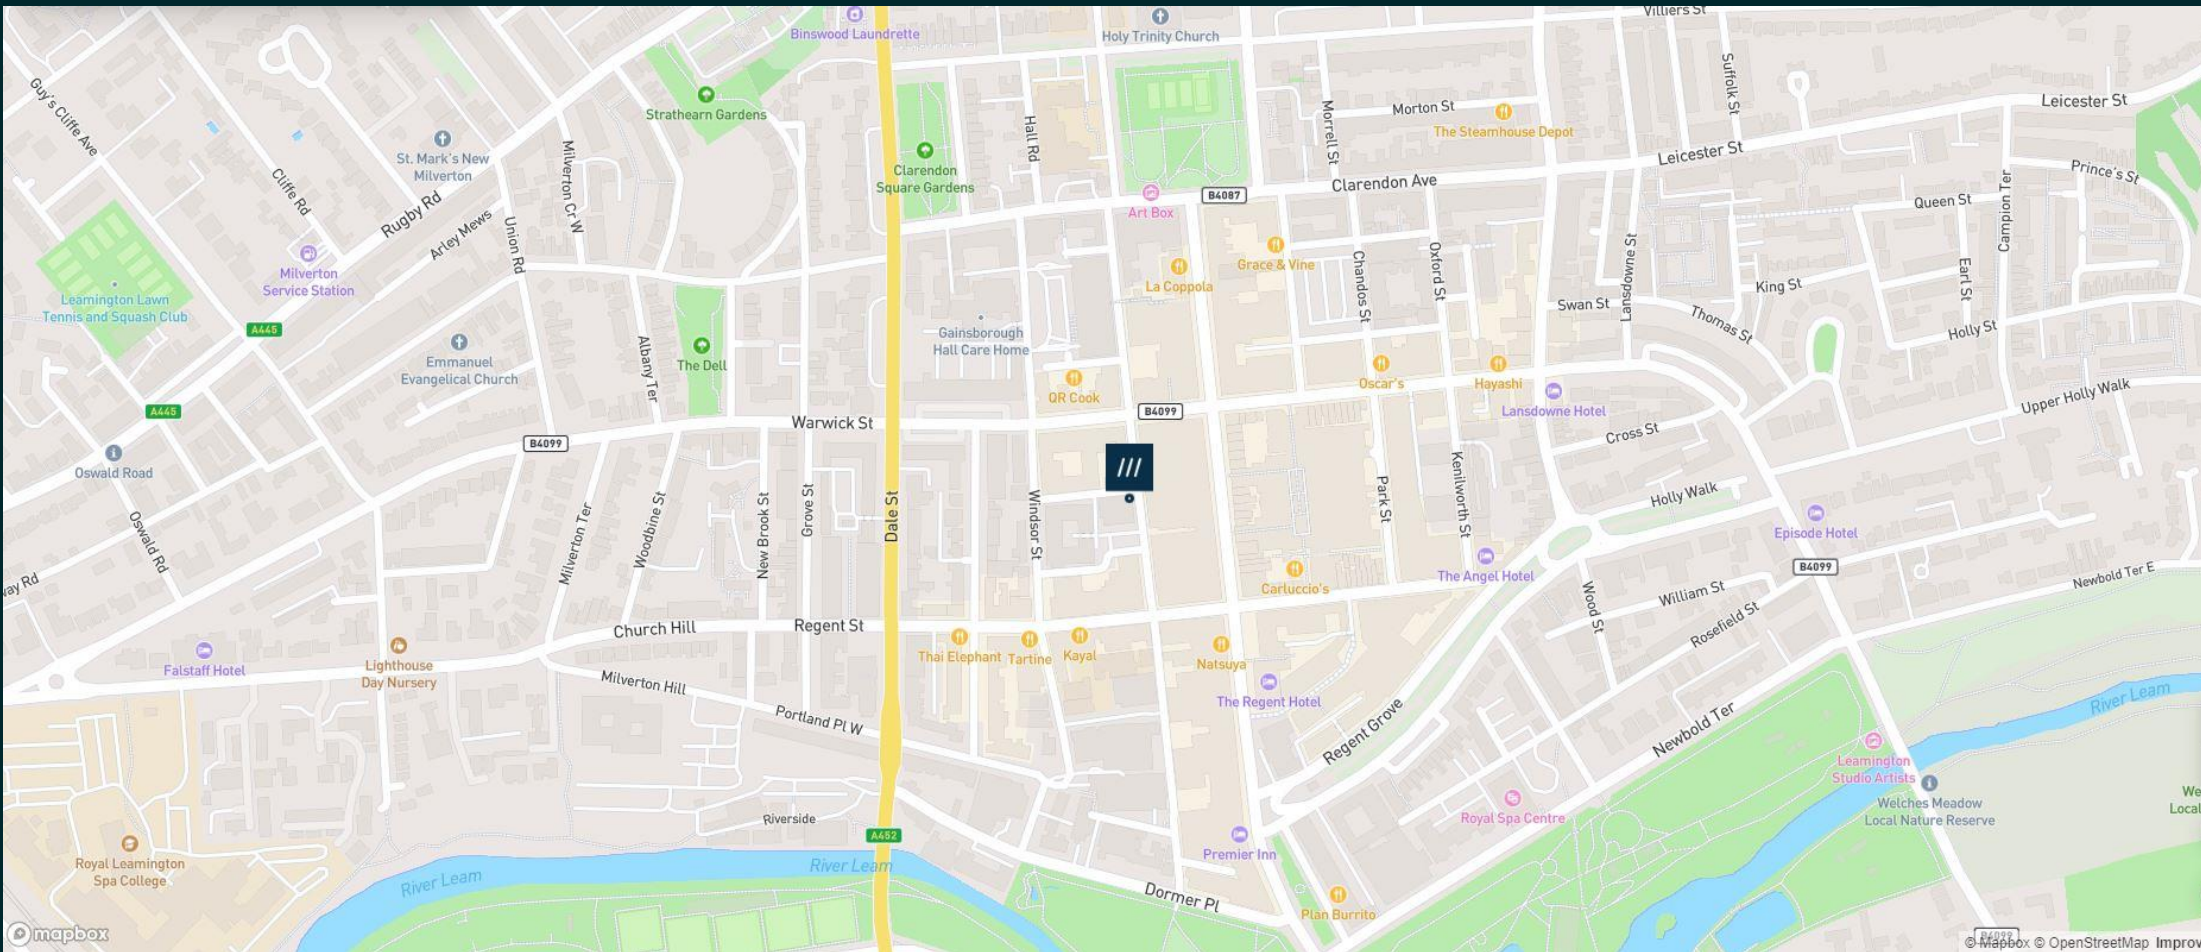 Villiers St
Binswood Laundrette
Holy Trinity Church
Guy's Cliffe Ave
Strathearn Gardens
Suffolk St
Leicester St
Morton St
The Steamhouse Depot
Hall Rd
Morrell St
St. Mark's New
Milverton
Milverton Cr W
Clarendon
Square Gardens
Leicester St
Prince's St
Cliffe Rd
Rugby Rd
Arley Mews
Union Rd
B4087
Clarendon Ave
Art Box
Queen St
Campion Ter
Milverton
Service Station
Grace & Vine
La Coppola
Chandos St
Oxford St
Lansdowne St
Earl St
King St
Leamington Lawn
Tennis and Squash Club
Swan St
Thomas St
Holly St
A445
Gainsborough
Hall Care Home
Emmanuel
Evangelical Church
Albany Ter
The Dell
QR Cook
Oscar's
Hayashi
A445
B4099
Lansdowne Hotel
Upper Holly Walk
Warwick St
B4099
Cross St
Oswald Road
///
Oswald Rd
Milverton Ter
Woodbine St
New Brook St
Grove St
Dale St
Windsor St
Park St
Kenilworth St
Holly Walk
Episode Hotel
B4099
way Rd
The Angel Hotel
Carluccio's
Newbold Ter E
Wood St
William St
Rosefield St
Church Hill
Regent St
Falstaff Hotel
Lighthouse
Day Nursery
Thai Elephant
Tartine
Kayal
Natsuya
Milverton Hill
The Regent Hotel
Portland Pl W
Regent Grove
Newbold Ter
River Leam
Leamington
Studio Artists
Welches Meadow
Local Nature Reserve
We
Local
Riverside
A452
Royal Spa Centre
Premier Inn
Royal Leamington
Spa College
River Leam
River Leam
Dormer Pl
Plan Burrito
mapbox
B4099
© Mapbox © OpenStreetMap Improv